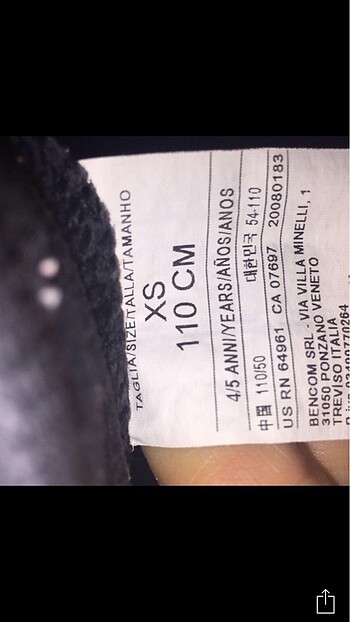 TAGLIA/SIZE/TALLA/TAMANHO
XS
110 CM
4/5 ANNI/YEARS/AÑOS/ANOS
대한민국 54-110
中国 110/50
US RN 64961 CA 07697 20080183
BENCOM SRL - VIA VILLA MINELLI, 1
31050 PONZANO VENETO
TREVISO ITALIA